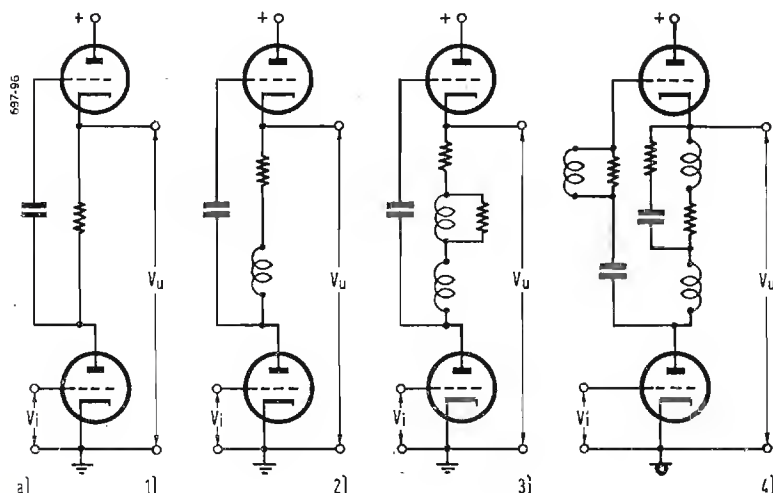 + + + +
697-96
Vu Vu Vu Vu
Vi Vi Vi Vi
a) 1) 2) 3) 4)